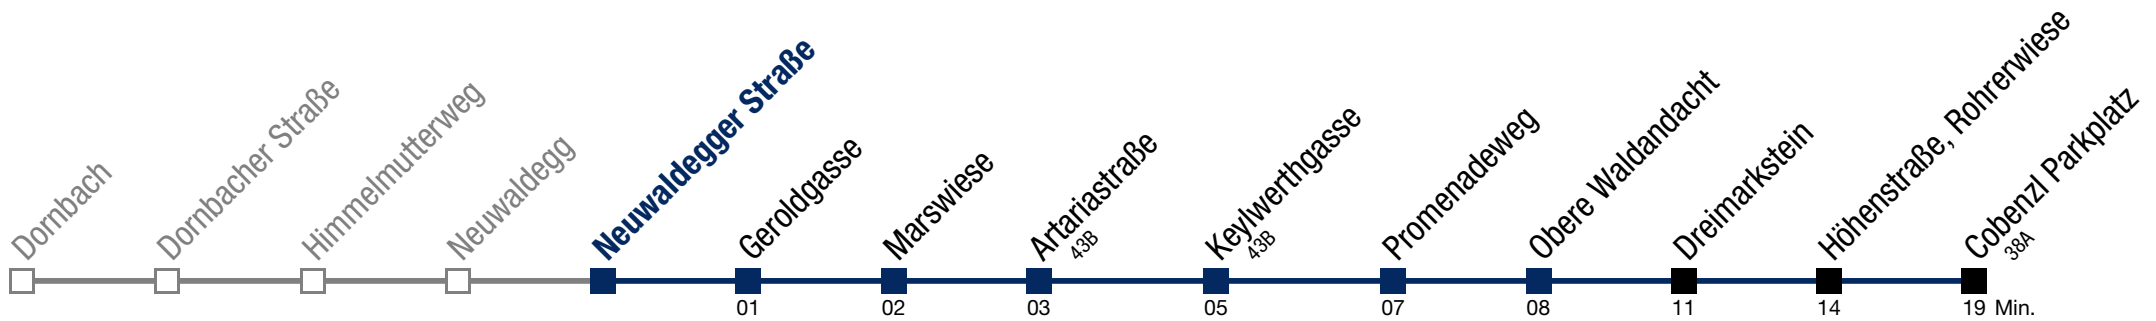 Dornbach
Dornbacher Straße
Himmelmutterweg
Neuwaldegg
Neuwaldegger Straße
Geroldgasse
01
Marswiese
02
Artariastraße
43B
03
Keylwerthgasse
43B
05
Promenadeweg
07
Obere Waldandacht
08
Dreimarkstein
11
Höhenstraße, Rohrerwiese
14
Cobenzl Parkplatz
38A
19 Min.